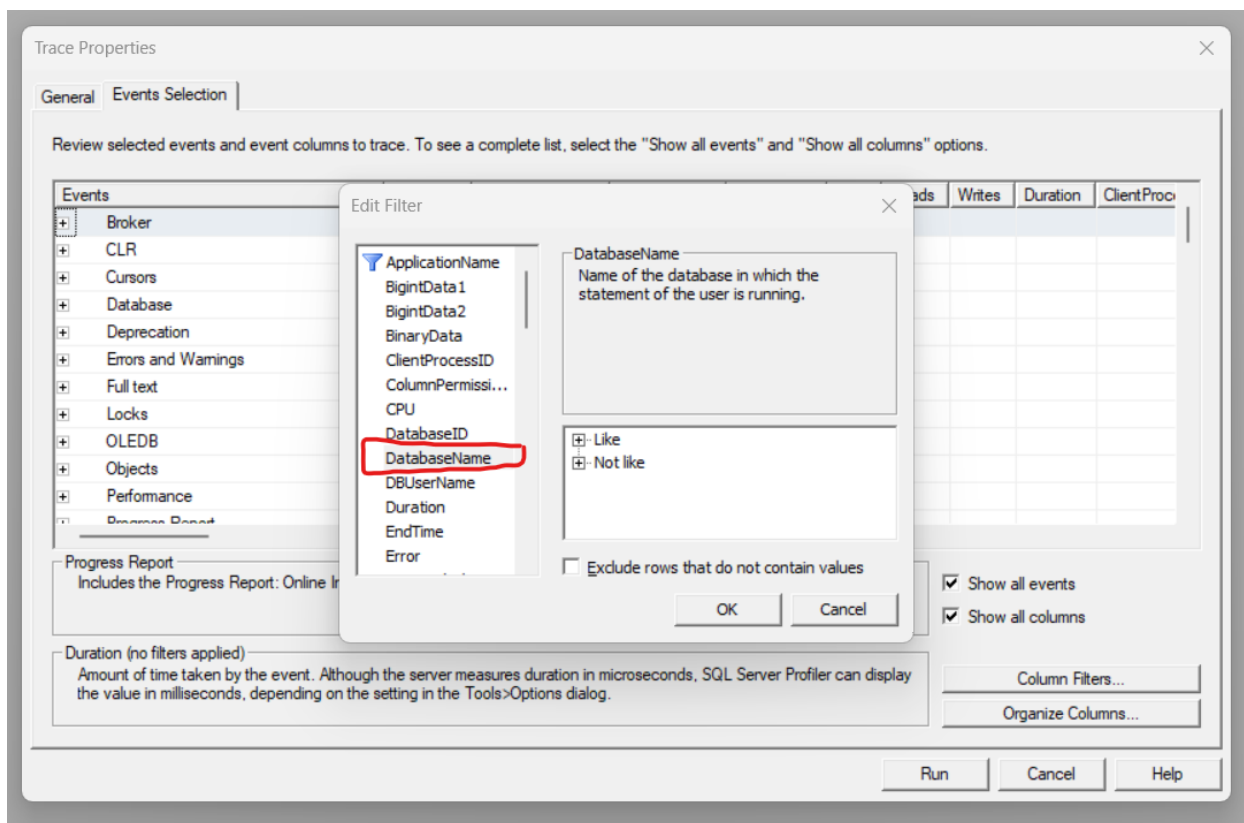 Trace Properties
General
Events Selection
Review selected events and event columns to trace. To see a complete list, select the "Show all events" and "Show all columns" options.
Events
Writes
Duration
Broker
CLR
Cursors
Database
Deprecation
Errors and Warnings
Full text
Locks
OLEDB
Objects
Performance
Progress Report
Edit Filter
ApplicationName
BigintData1
BigintData2
BinaryData
ClientProcessID
ColumnPermissi...
CPU
DatabaseID
DatabaseName
DBUserName
Duration
EndTime
Error
DatabaseName
Name of the database in which the
statement of the user is running.
Like
Not like
Exclude rows that do not contain values
OK
Cancel
Progress Report
Includes the Progress Report: Online
Show all events
Show all columns
Duration (no filters applied)
Amount of time taken by the event. Although the server measures duration in microseconds, SQL Server Profiler can display
the value in milliseconds, depending on the setting in the Tools>Options dialog.
Column Filters...
Organize Columns...
Run
Cancel
Help